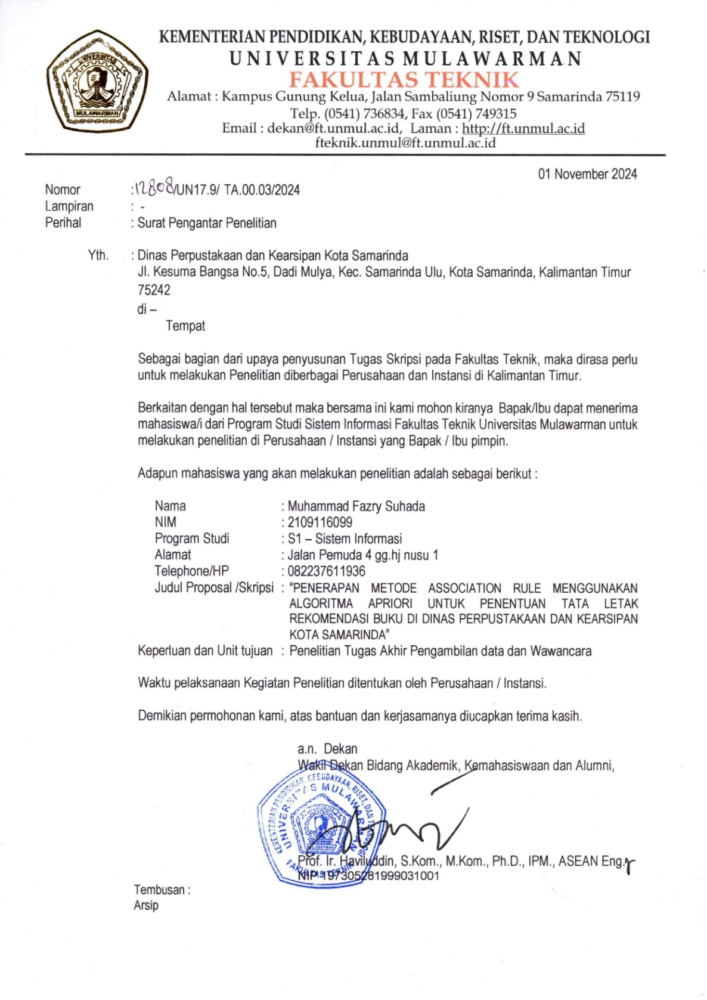 UNIVERSITAS
MULAWARMAN
KEMENTERIAN PENDIDIKAN, KEBUDAYAAN, RISET, DAN TEKNOLOGI
UNIVERSITAS MULAWARMAN
FAKULTAS TEKNIK
Alamat : Kampus Gunung Kelua, Jalan Sambaliung Nomor 9 Samarinda 75119
Telp. (0541) 736834, Fax (0541) 749315
Email : dekan@ft.unmul.ac.id, Laman : http://ft.unmul.ac.id
fteknik.unmul@ft.unmul.ac.id
01 November 2024
Nomor : 12808/UN17.9/ TA.00.03/2024
Lampiran : -
Perihal : Surat Pengantar Penelitian
Yth. : Dinas Perpustakaan dan Kearsipan Kota Samarinda
Jl. Kesuma Bangsa No.5, Dadi Mulya, Kec. Samarinda Ulu, Kota Samarinda, Kalimantan Timur
75242
di –
Tempat
Sebagai bagian dari upaya penyusunan Tugas Skripsi pada Fakultas Teknik, maka dirasa perlu
untuk melakukan Penelitian diberbagai Perusahaan dan Instansi di Kalimantan Timur.
Berkaitan dengan hal tersebut maka bersama ini kami mohon kiranya Bapak/Ibu dapat menerima
mahasiswa/i dari Program Studi Sistem Informasi Fakultas Teknik Universitas Mulawarman untuk
melakukan penelitian di Perusahaan / Instansi yang Bapak / Ibu pimpin.
Adapun mahasiswa yang akan melakukan penelitian adalah sebagai berikut :
Nama : Muhammad Fazry Suhada
NIM : 2109116099
Program Studi : S1 – Sistem Informasi
Alamat : Jalan Pemuda 4 gg.hj nusu 1
Telephone/HP : 082237611936
Judul Proposal /Skripsi : “PENERAPAN METODE ASSOCIATION RULE MENGGUNAKAN
ALGORITMA APRIORI UNTUK PENENTUAN TATA LETAK
REKOMENDASI BUKU DI DINAS PERPUSTAKAAN DAN KEARSIPAN
KOTA SAMARINDA”
Keperluan dan Unit tujuan : Penelitian Tugas Akhir Pengambilan data dan Wawancara
Waktu pelaksanaan Kegiatan Penelitian ditentukan oleh Perusahaan / Instansi.
Demikian permohonan kami, atas bantuan dan kerjasamanya diucapkan terima kasih.
a.n. Dekan
Wakil Dekan Bidang Akademik, Kemahasiswaan dan Alumni,
KEMENTERIAN PENDIDIKAN, KEBUDAYAAN, RISET, DAN TEKNOLOGI
UNIVERSITAS MULAWARMAN
FAKULTAS TEKNIK
Prof. Ir. Haviluddin, S.Kom., M.Kom., Ph.D., IPM., ASEAN Eng.
NIP 197305281999031001
Tembusan :
Arsip